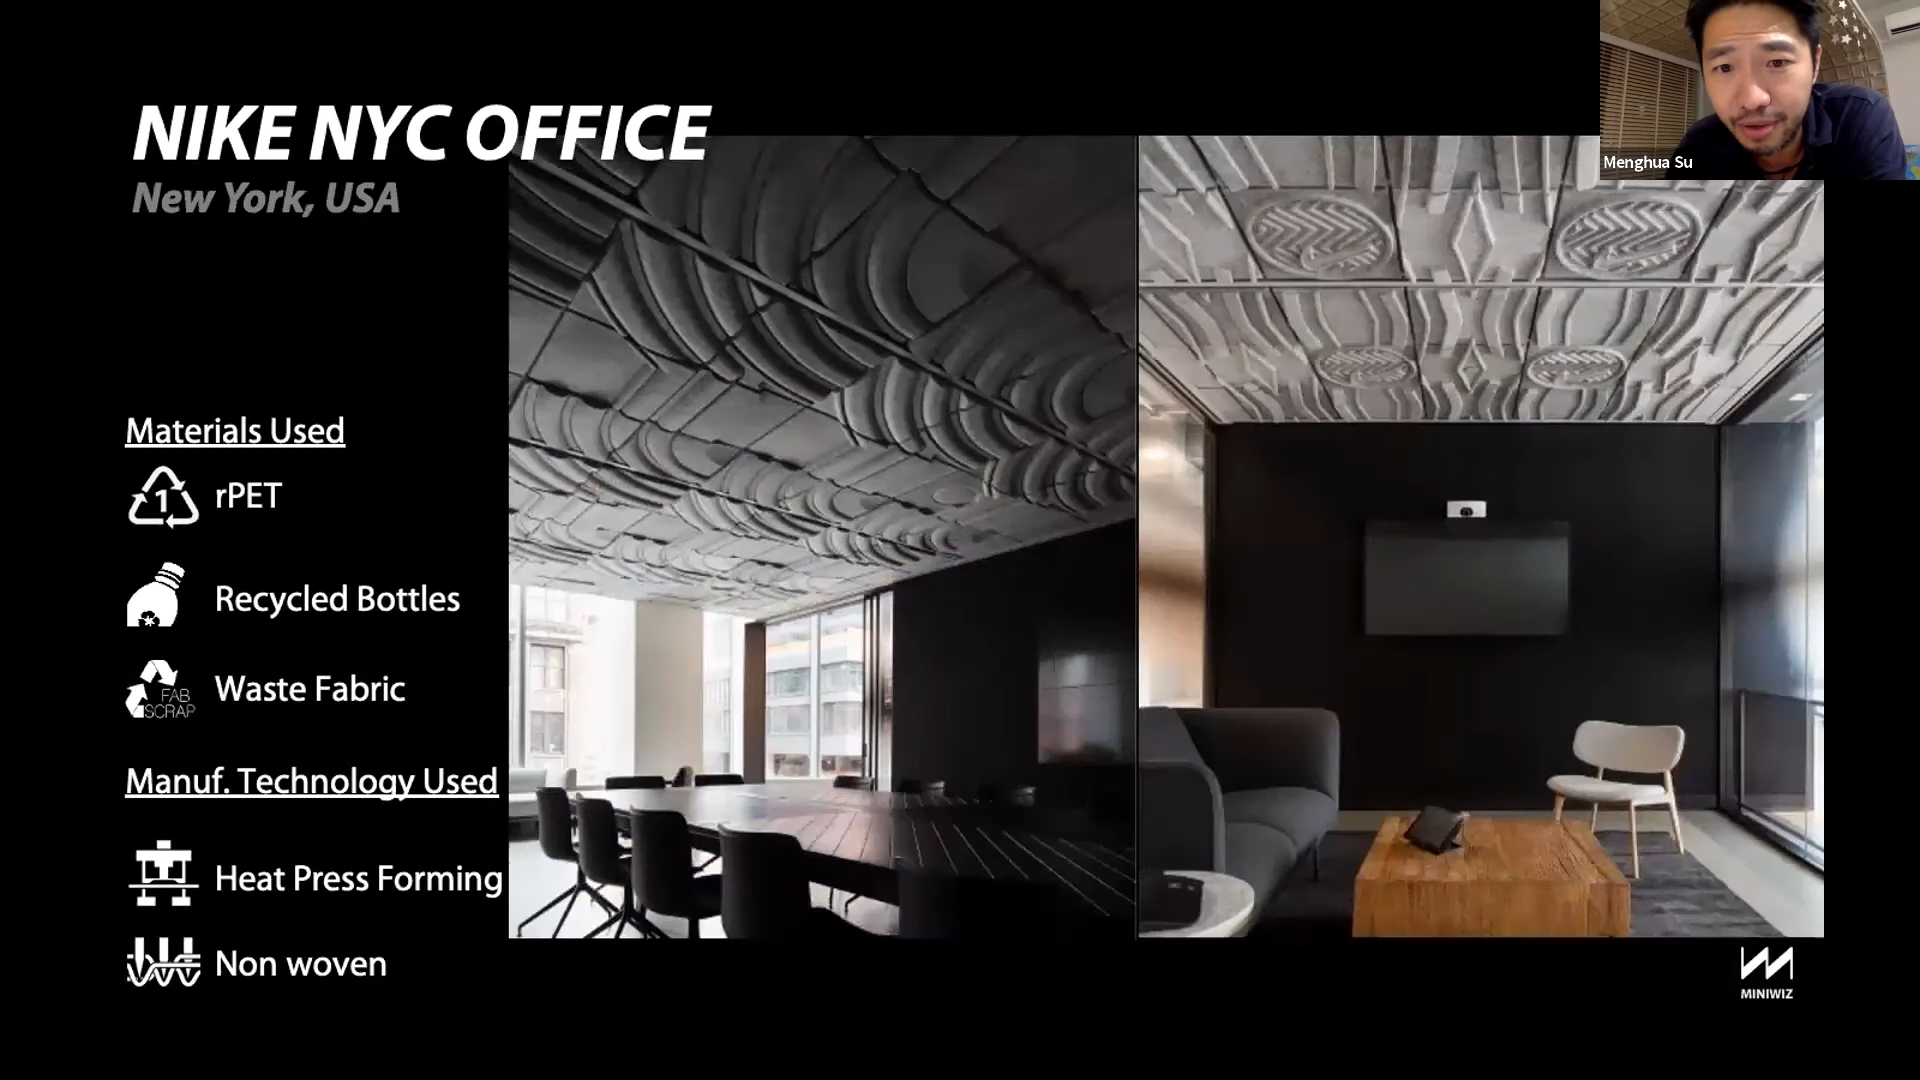 NIKE NYC OFFICE
New York, USA
Menghua Su
Materials Used
1
rPET
Recycled Bottles
FAB
SCRAP
Waste Fabric
Manuf. Technology Used
Heat Press Forming
Non woven
MINIWIZ